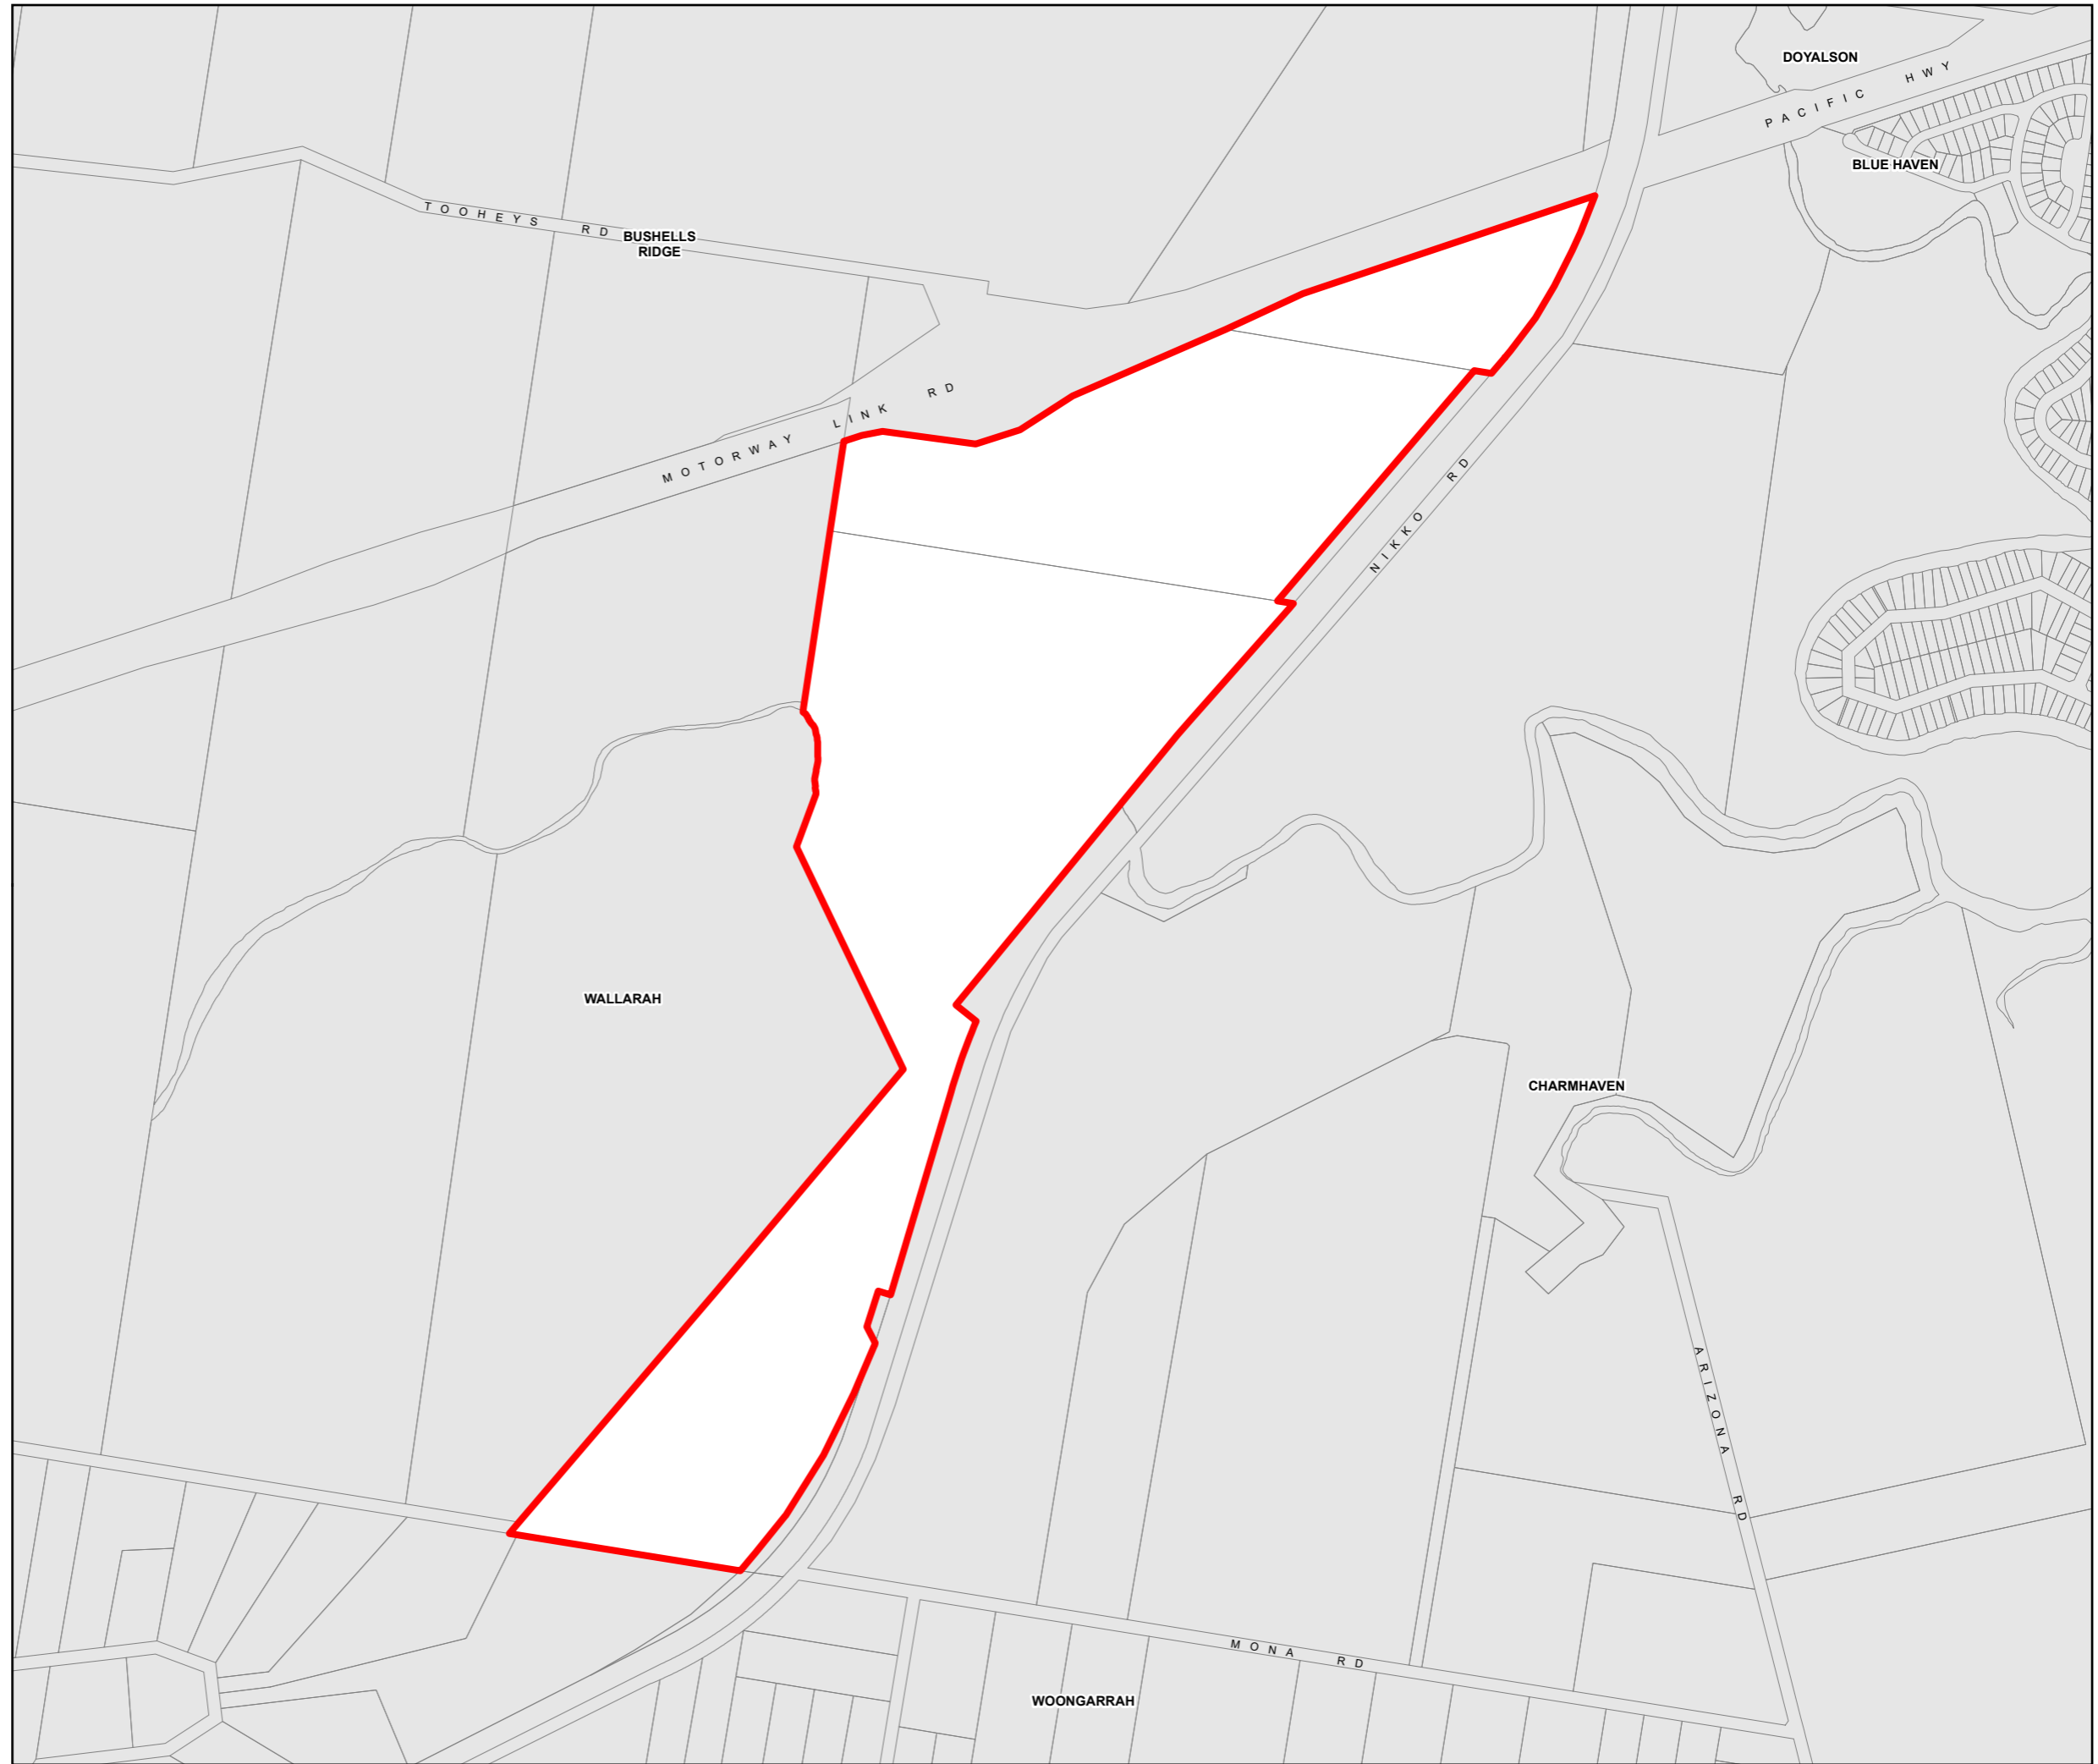 DOYALSON
PACIFIC HWY
BLUE HAVEN
TOOHEYS RD
BUSHELLS
RIDGE
MOTORWAY LINK RD
NIKKO RD
WALLARAH
CHARMHAVEN
ARIZONA RD
MONA RD
WOONGARRAH